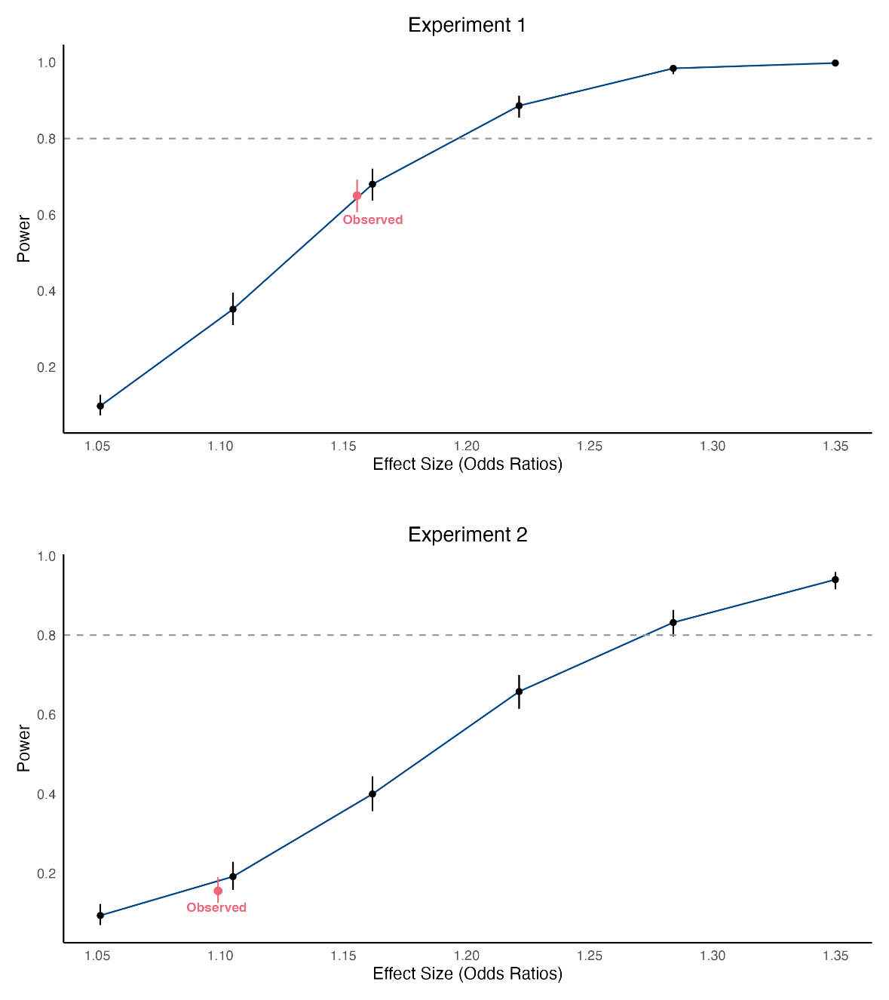 Experiment 1
1.0
0.8
0.6
0.4
0.2
Power
Observed
1.05 1.10 1.15 1.20 1.25 1.30 1.35
Effect Size (Odds Ratios)
Experiment 2
1.0
0.8
0.6
0.4
0.2
Power
Observed
1.05 1.10 1.15 1.20 1.25 1.30 1.35
Effect Size (Odds Ratios)